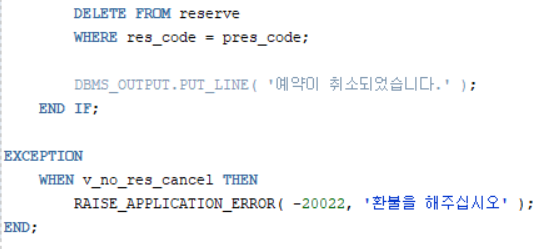 DELETE FROM reserve
WHERE res_code = pres_code;
DBMS_OUTPUT.PUT_LINE( '예약이 취소되었습니다.' );
END IF;
EXCEPTION
WHEN v_no_res_cancel THEN
RAISE_APPLICATION_ERROR( -20022, '환불을 해주십시오' );
END;